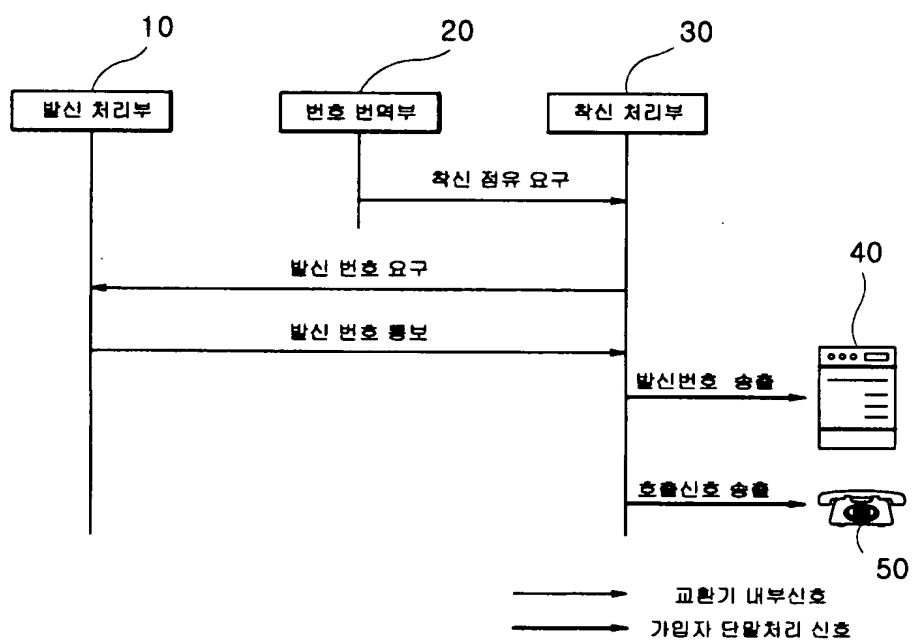 10
20
30
발신 처리부
번호 번역부
착신 처리부
착신 점유 요구
발신 번호 요구
40
발신 번호 통보
발신번호 송출
호출신호 송출
50
교환기 내부신호
가입자 단말처리 신호